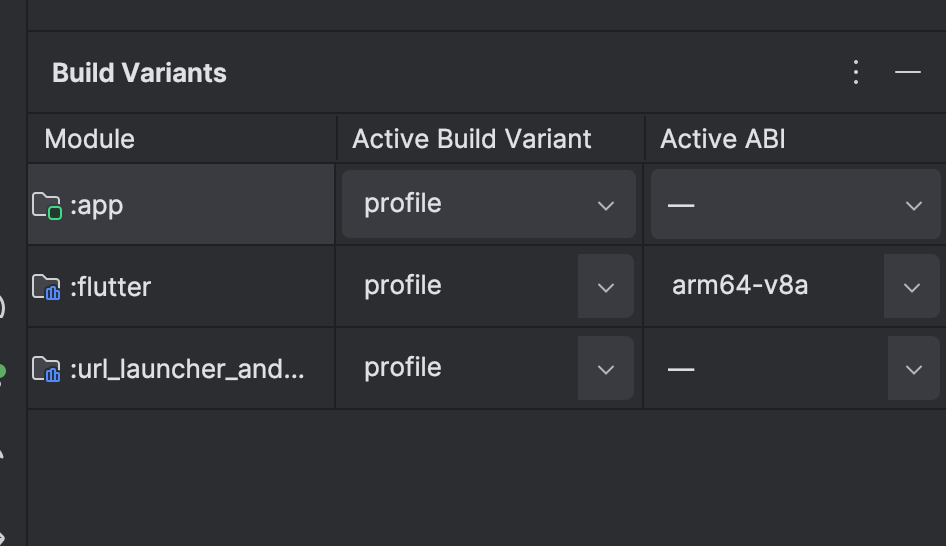 Build Variants
Module Active Build Variant Active ABI
:app profile —
:flutter profile arm64-v8a
:url_launcher_and... profile —